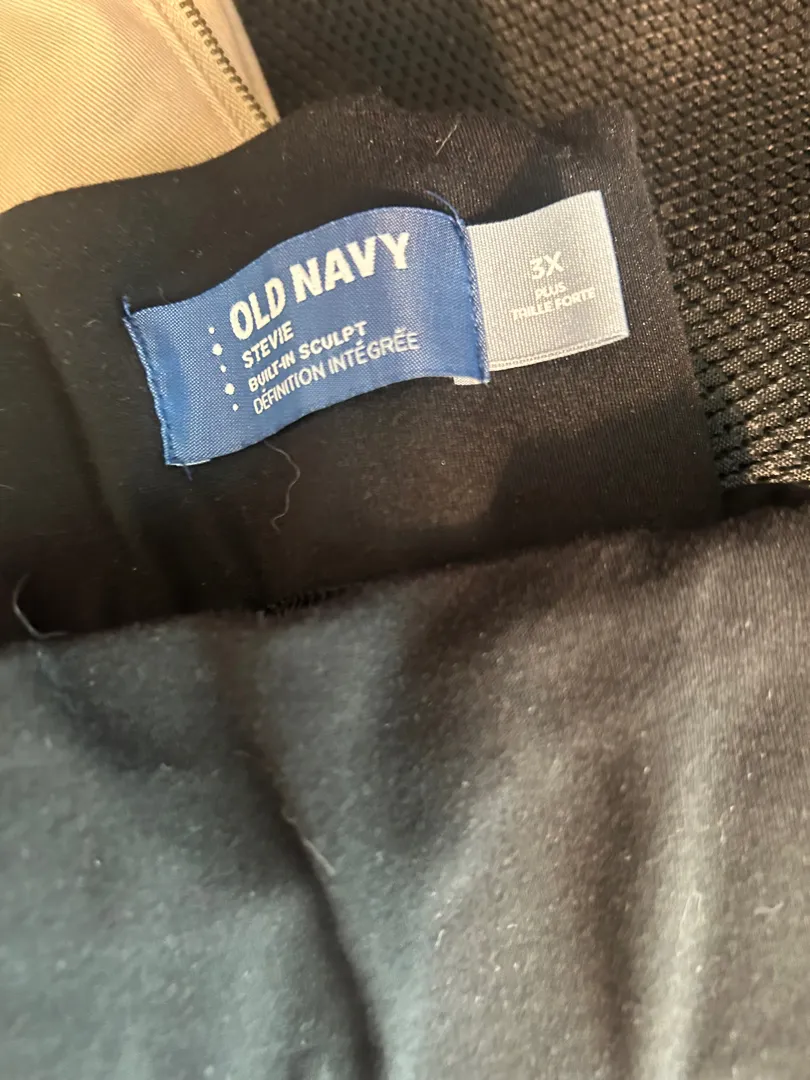 OLD NAVY
STEVIE
BUILT-IN SCULPT
DÉFINITION INTÉGRÉE
3X
PLUS
TAILLE FORTE